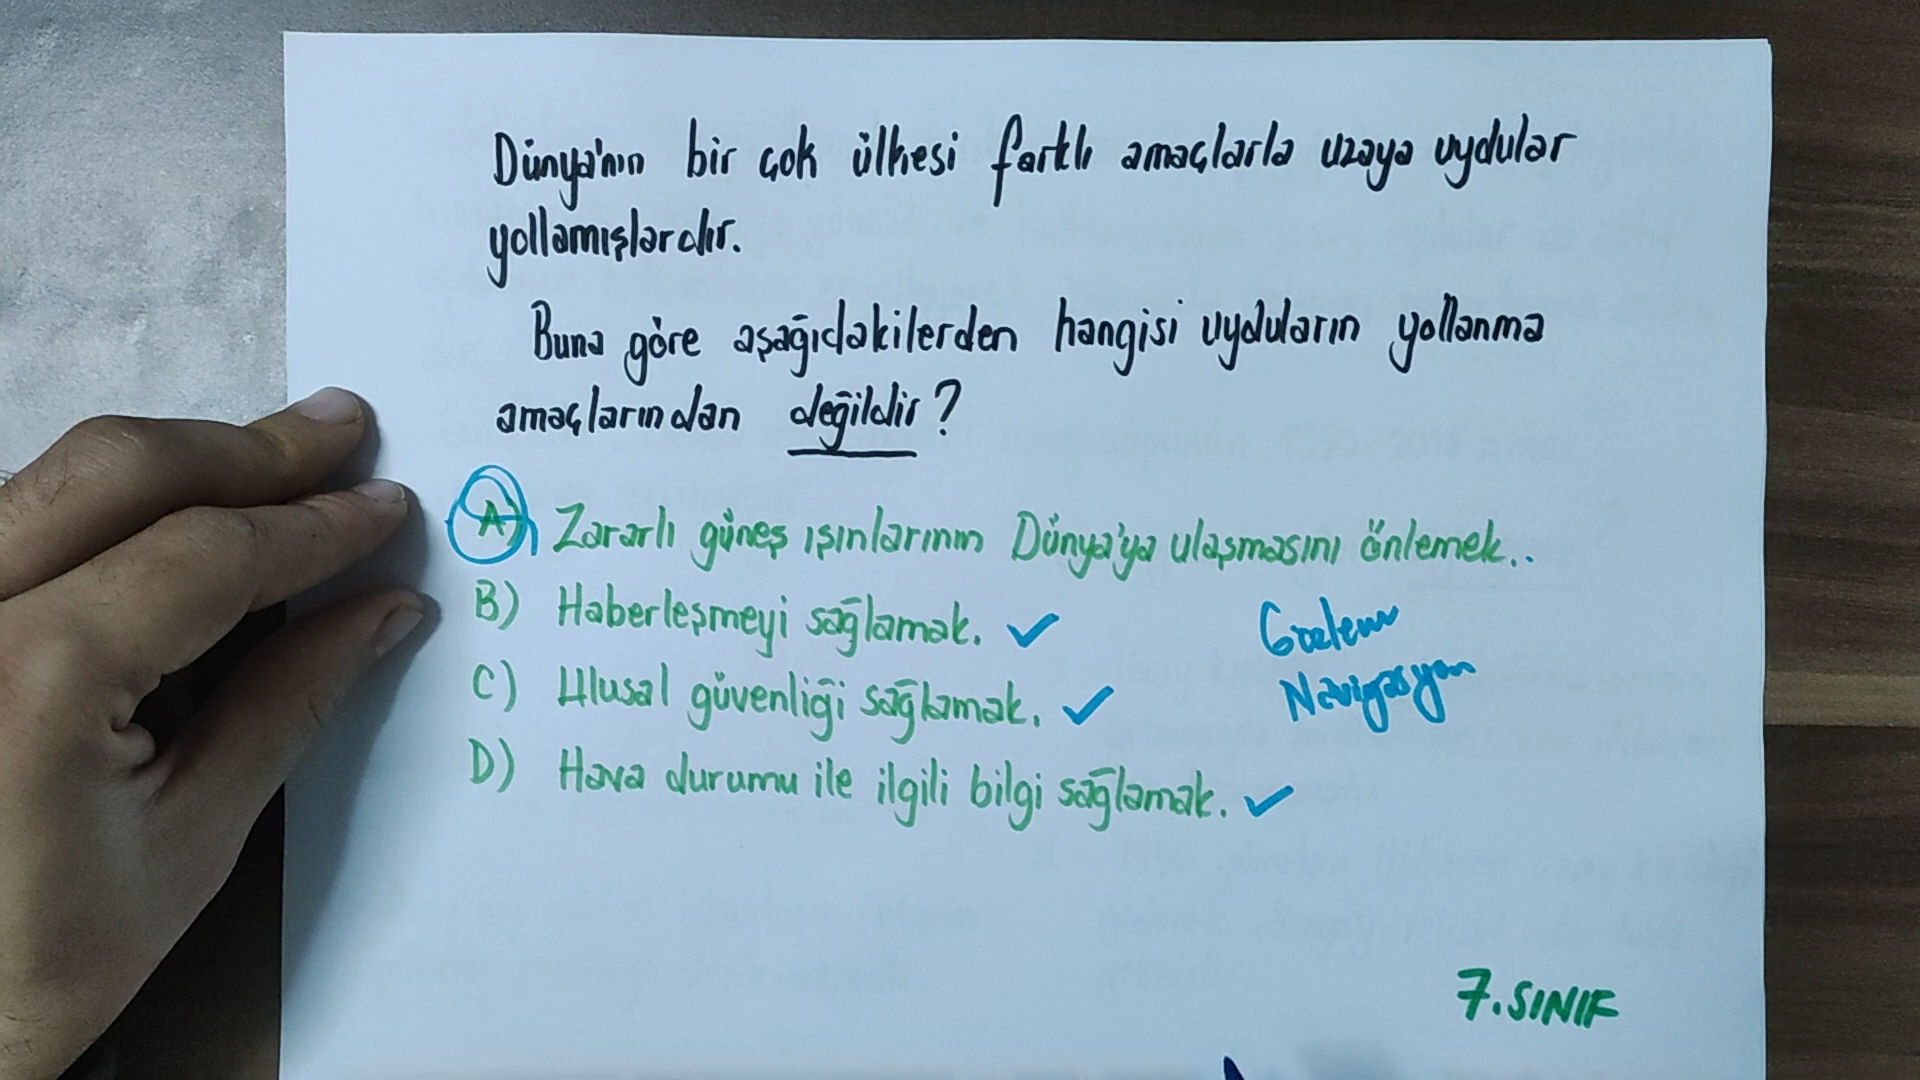 Dünya'nın bir çok ülkesi farklı amaçlarla uzaya uydular
yollamışlardır.
Buna göre aşağıdakilerden hangisi uyduların yollanma
amaçlarından değildir?
A) Zararlı güneş ışınlarının Dünya'ya ulaşmasını önlemek..
B) Haberleşmeyi sağlamak.
Gözlem
C) Ulusal güvenliği sağlamak.
Navigasyon
D) Hava durumu ile ilgili bilgi sağlamak.
7. SINIF